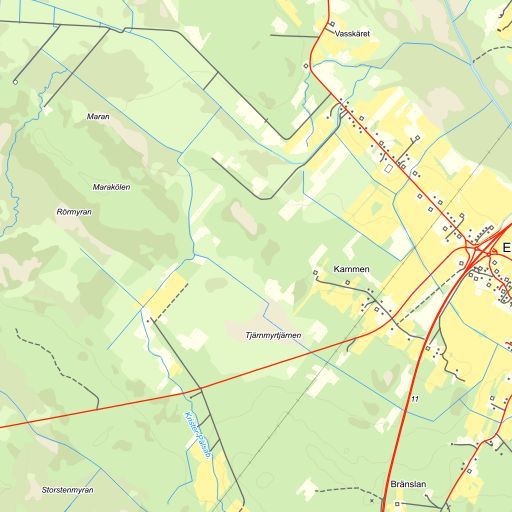 Vasskäret
Maran
Marakölen
Rörmyran
E
Kammen
Tjärnmyrtjärnen
11
Bränslan
Storstenmyran